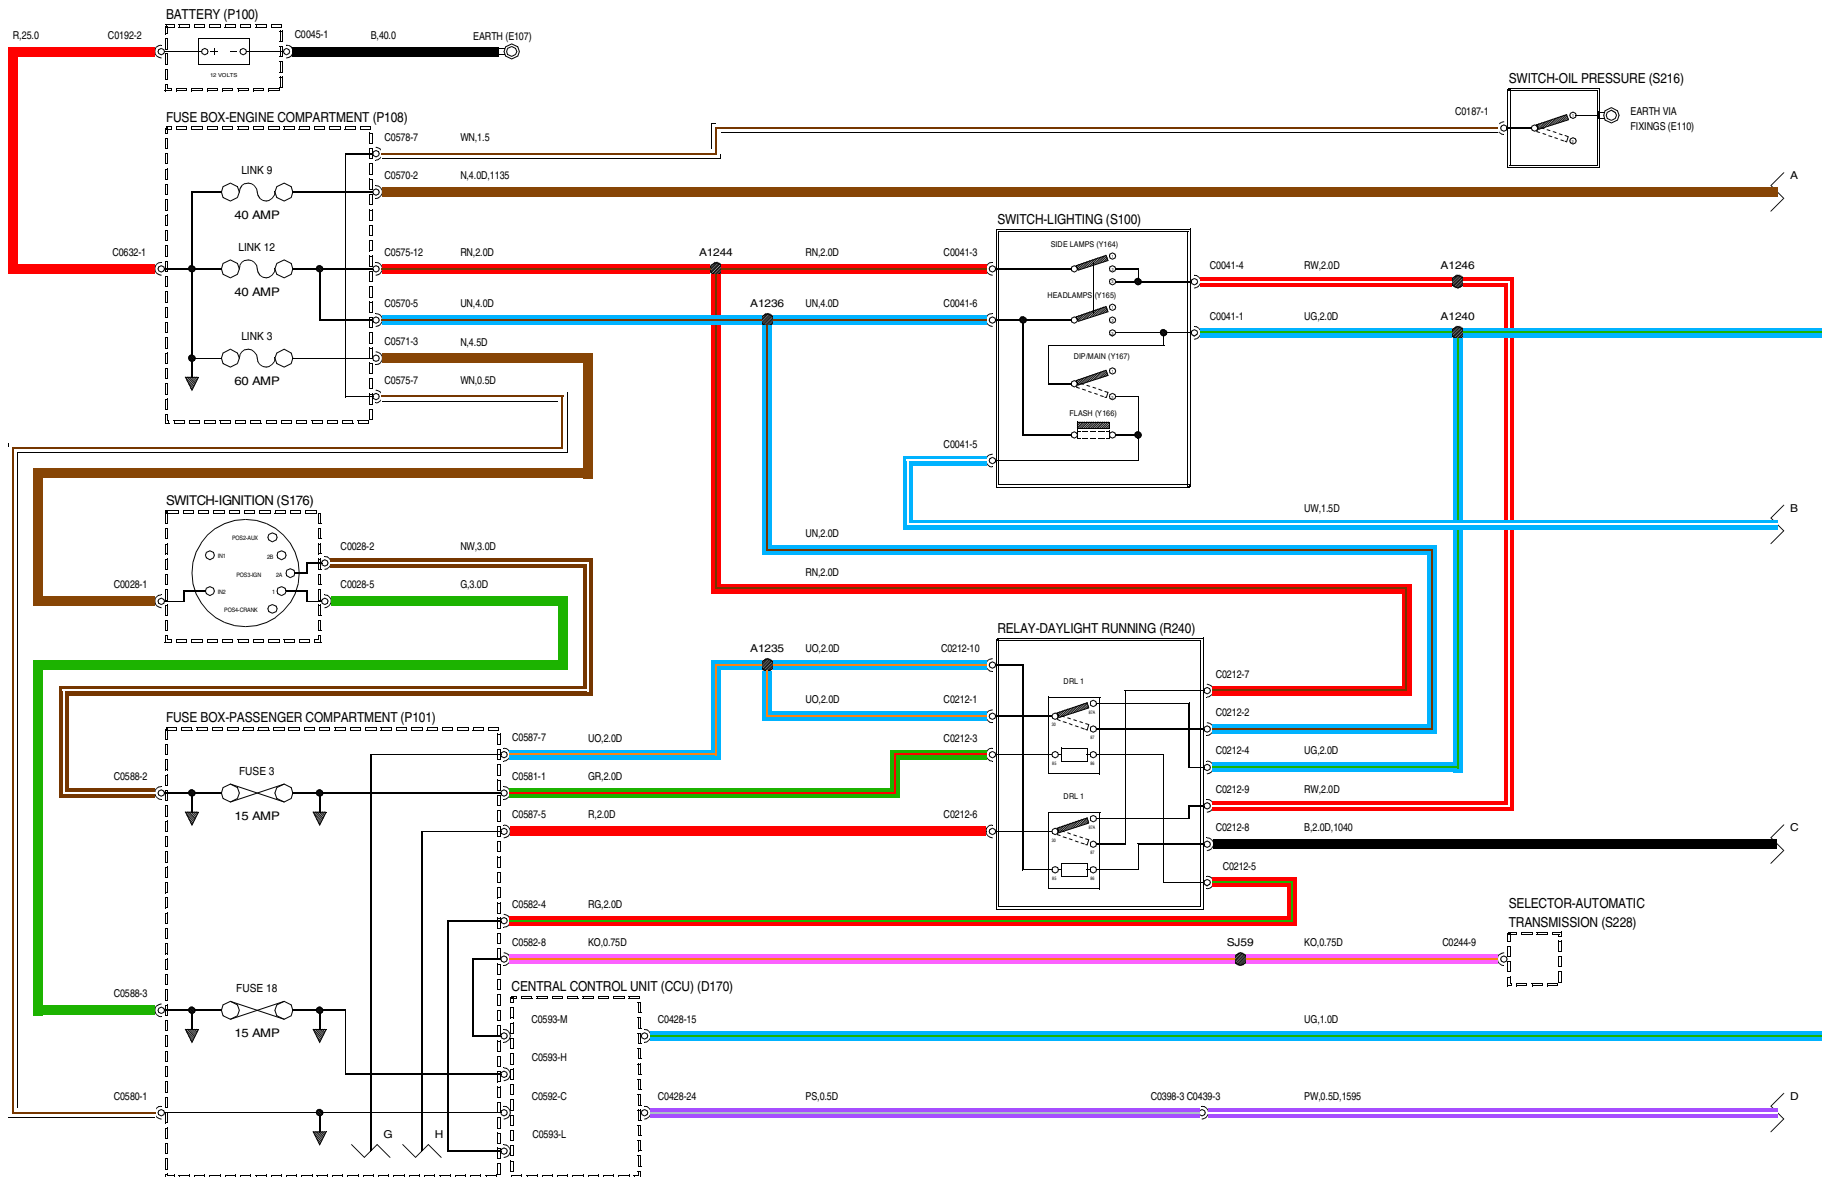 BATTERY (P100)
R,25.0
C0192-2
C0045-1
B,40.0
EARTH (E107)
12 VOLTS
SWITCH-OIL PRESSURE (S216)
C0187-1
EARTH VIA
FIXINGS (E110)
FUSE BOX-ENGINE COMPARTMENT (P108)
C0578-7
WN,1.5
LINK 9
40 AMP
C0570-2
N,4.0D,1135
A
SWITCH-LIGHTING (S100)
C0632-1
LINK 12
40 AMP
C0575-12
RN,2.0D
A1244
RN,2.0D
C0041-3
SIDE LAMPS (Y164)
C0041-4
RW,2.0D
A1246
C0570-5
UN,4.0D
A1236
UN,4.0D
C0041-6
HEADLAMPS (Y165)
C0041-1
UG,2.0D
A1240
LINK 3
60 AMP
C0571-3
N,4.5D
DIP/MAIN (Y167)
C0575-7
WN,0.5D
FLASH (Y166)
C0041-5
UW,1.5D
B
SWITCH-IGNITION (S176)
POS2-AUX
IN1
2B
POS3-IGN
2A
IN2
1
POS4-CRANK
C0028-1
C0028-2
NW,3.0D
C0028-5
G,3.0D
UN,2.0D
RN,2.0D
RELAY-DAYLIGHT RUNNING (R240)
A1235
UO,2.0D
C0212-10
UO,2.0D
C0212-1
C0212-3
C0212-6
DRL 1
30
87A
87
85
86
DRL 1
30
87A
87
85
86
C0212-7
C0212-2
C0212-4
UG,2.0D
C0212-9
RW,2.0D
C0212-8
B,2.0D,1040
C
C0212-5
FUSE BOX-PASSENGER COMPARTMENT (P101)
C0587-7
UO,2.0D
C0588-2
FUSE 3
15 AMP
C0581-1
GR,2.0D
C0587-5
R,2.0D
C0582-4
RG,2.0D
C0582-8
KO,0.75D
SJ59
KO,0.75D
C0244-9
SELECTOR-AUTOMATIC
TRANSMISSION (S228)
C0588-3
FUSE 18
15 AMP
CENTRAL CONTROL UNIT (CCU) (D170)
C0593-M
C0428-15
UG,1.0D
C0593-H
C0580-1
C0592-C
C0428-24
PS,0.5D
C0398-3 C0439-3
PW,0.5D,1595
D
C0593-L
G
H